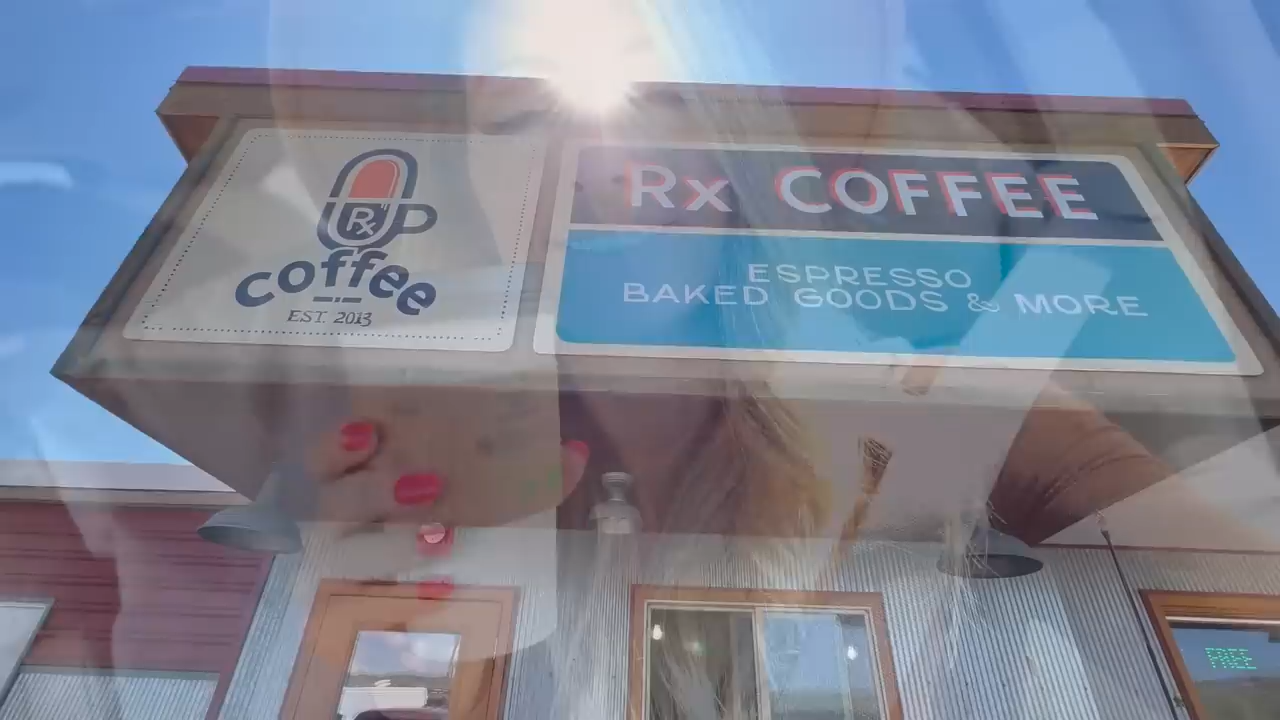 Rx
coffee
EST. 2013
Rx COFFEE
ESPRESSO
BAKED GOODS & MORE
FREE